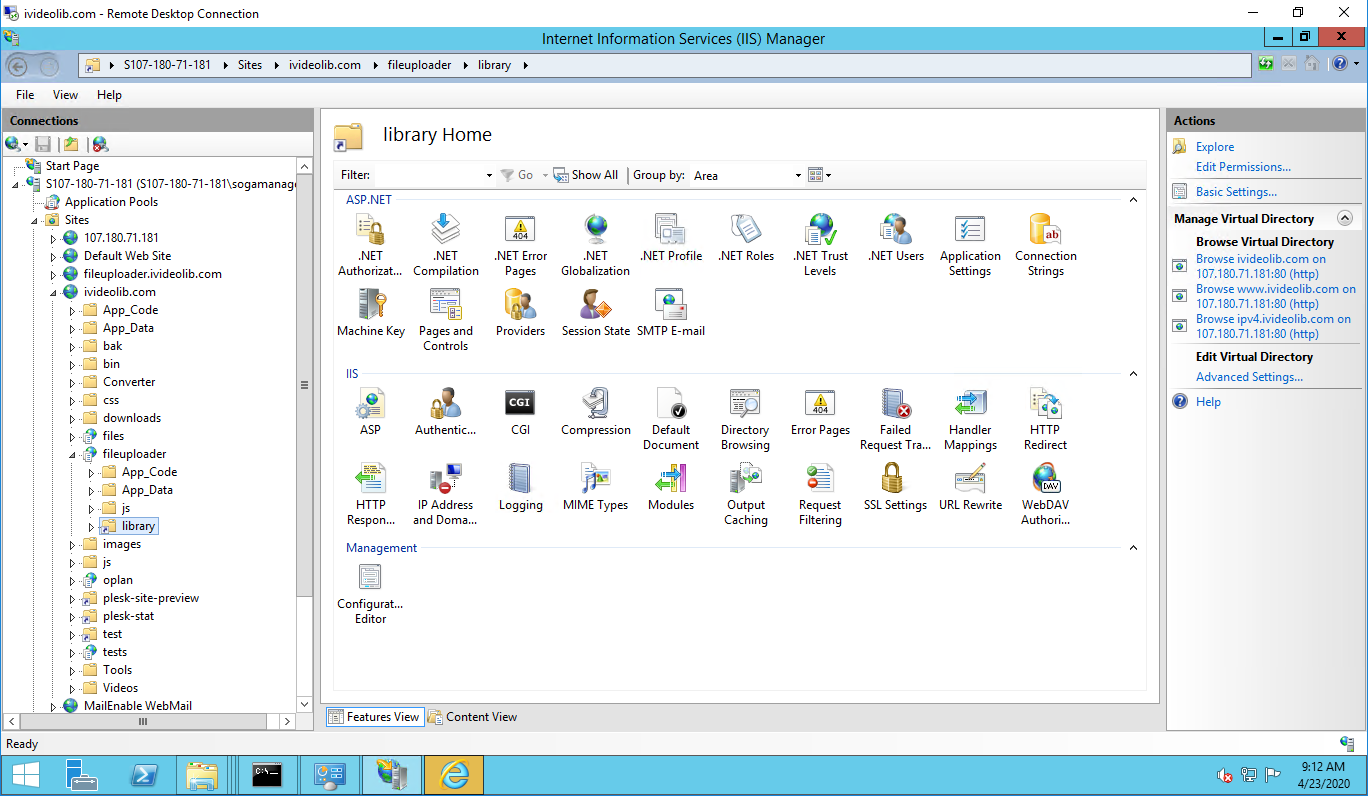 ivideolib.com - Remote Desktop Connection
Internet Information Services (IIS) Manager
S107-180-71-181 Sites ivideolib.com fileuploader library
File View Help
Connections
Start Page
S107-180-71-181 (S107-180-71-181\sogamanage
Application Pools
Sites
107.180.71.181
Default Web Site
fileuploader.ivideolib.com
ivideolib.com
App_Code
App_Data
bak
bin
Converter
css
downloads
files
fileuploader
App_Code
App_Data
js
library
images
js
oplan
plesk-site-preview
plesk-stat
test
tests
Tools
Videos
MailEnable WebMail
library Home
Filter: Go Show All Group by: Area
ASP.NET
.NET Authorizat...
.NET Compilation
.NET Error Pages
.NET Globalization
.NET Profile
.NET Roles
.NET Trust Levels
.NET Users
Application Settings
Connection Strings
Machine Key
Pages and Controls
Providers
Session State
SMTP E-mail
IIS
ASP
Authentic...
CGI
CGI
Compression
Default Document
Directory Browsing
404
Error Pages
Failed Request Tra...
Handler Mappings
HTTP Redirect
HTTP Respon...
IP Address and Doma...
Logging
MIME Types
Modules
Output Caching
Request Filtering
SSL Settings
URL Rewrite
DAV
WebDAV Authori...
Management
Configurat... Editor
Features View Content View
Actions
Explore
Edit Permissions...
Basic Settings...
Manage Virtual Directory
Browse Virtual Directory
Browse ivideolib.com on
107.180.71.181:80 (http)
Browse www.ivideolib.com on
107.180.71.181:80 (http)
Browse ipv4.ivideolib.com on
107.180.71.181:80 (http)
Edit Virtual Directory
Advanced Settings...
Help
Ready
9:12 AM
4/23/2020